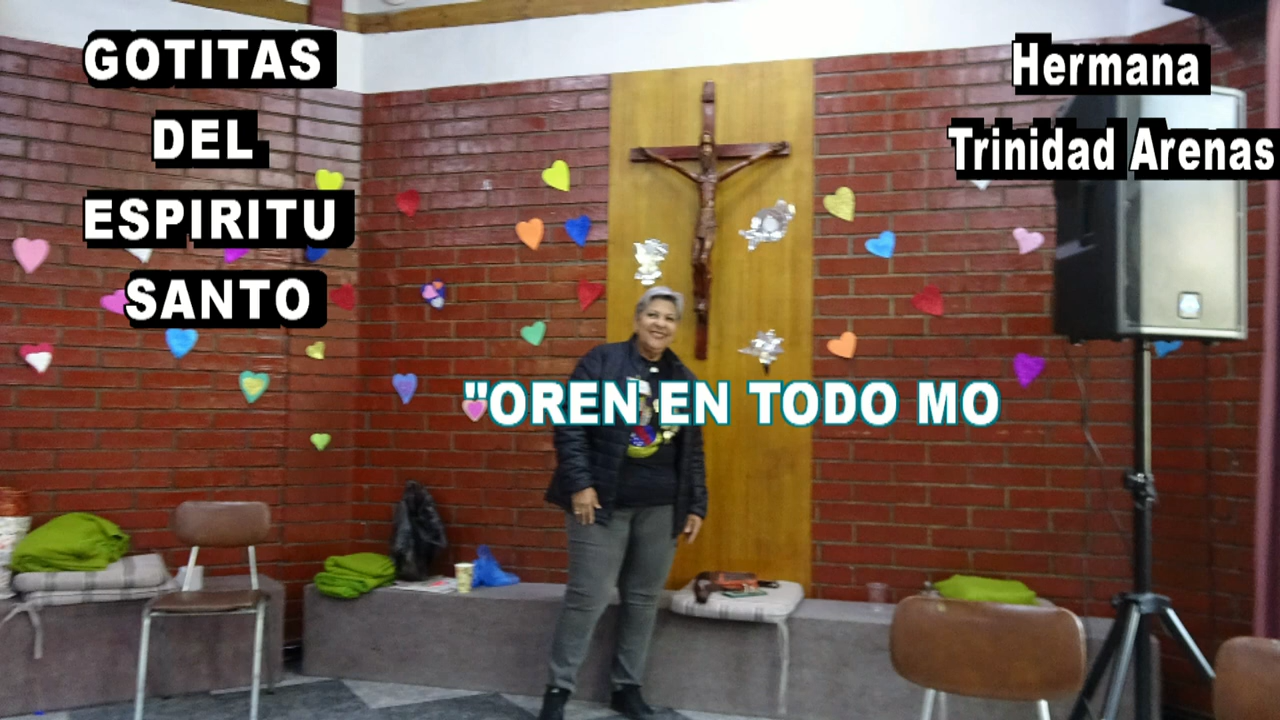 GOTITAS
DEL
ESPIRITU
SANTO
Hermana
Trinidad Arenas
"OREN EN TODO MO